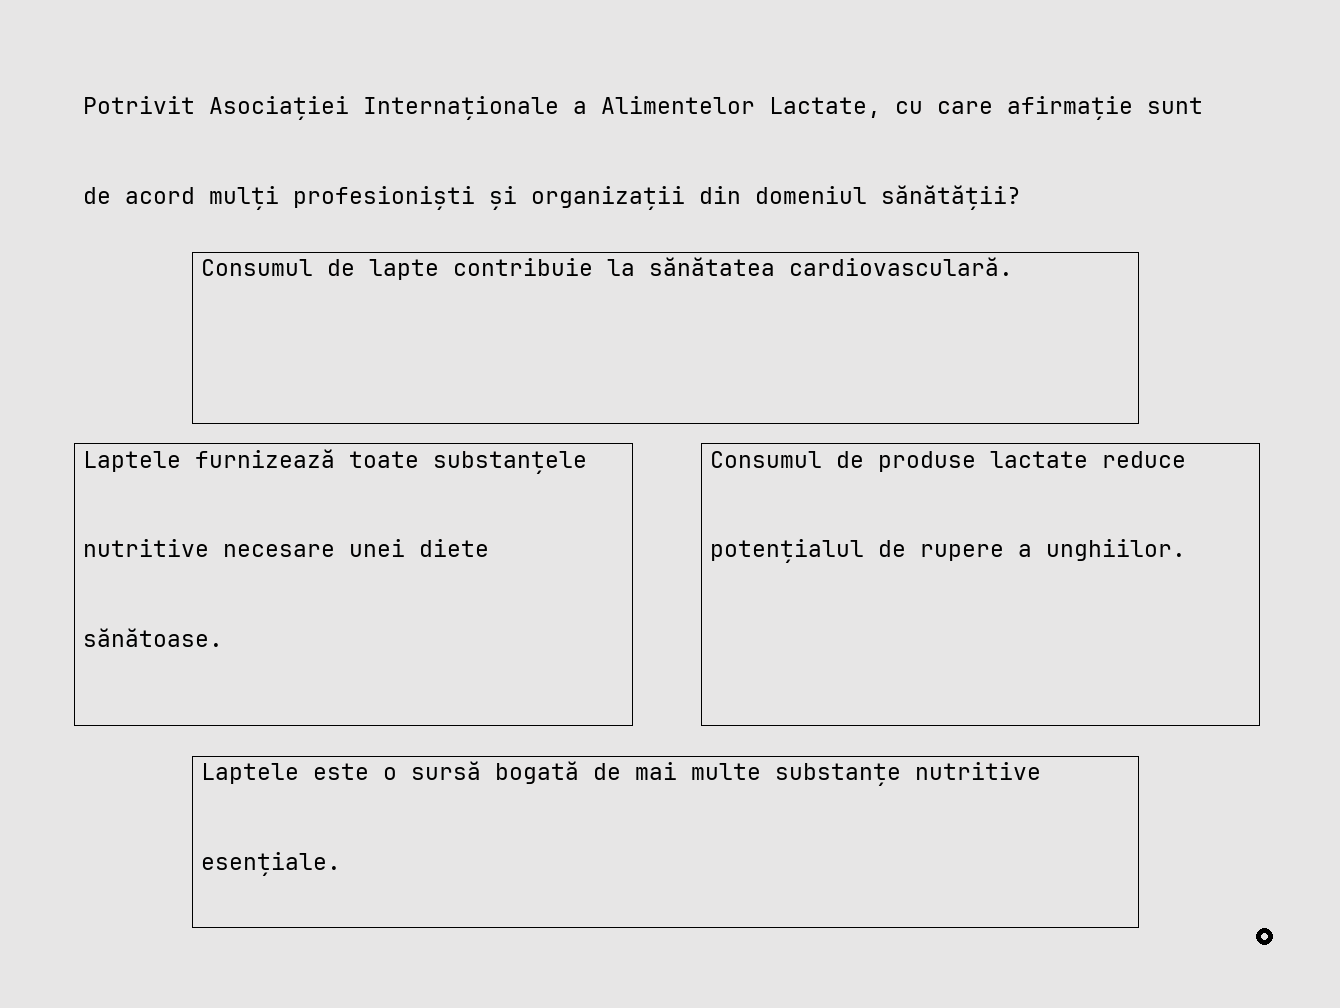 Potrivit Asociației Internaționale a Alimentelor Lactate, cu care afirmație sunt
de acord mulți profesioniști și organizații din domeniul sănătății?
Consumul de lapte contribuie la sănătatea cardiovasculară.
Laptele furnizează toate substanțele
nutritive necesare unei diete
sănătoase.
Consumul de produse lactate reduce
potențialul de rupere a unghiilor.
Laptele este o sursă bogată de mai multe substanțe nutritive
esențiale.